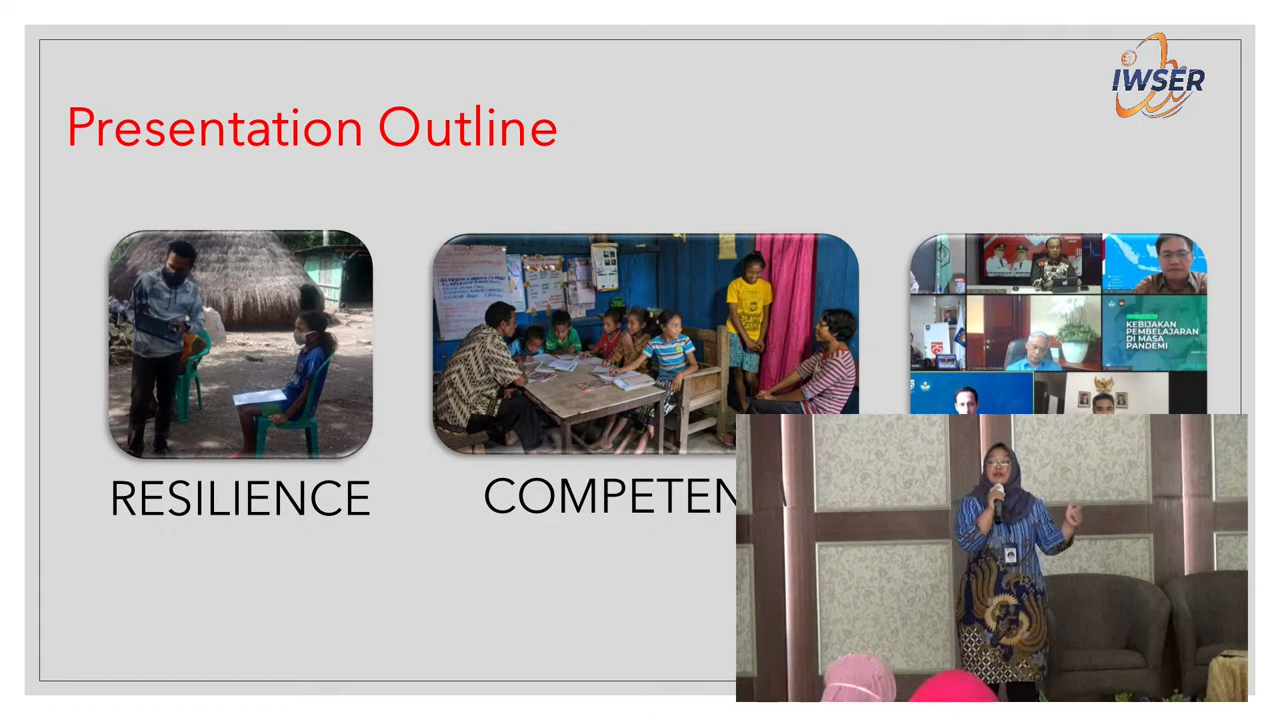 IWSER
Presentation Outline
KEBIJAKAN
PEMBELAJARAN
DI MASA
PANDEMI
RESILIENCE
COMPETEN